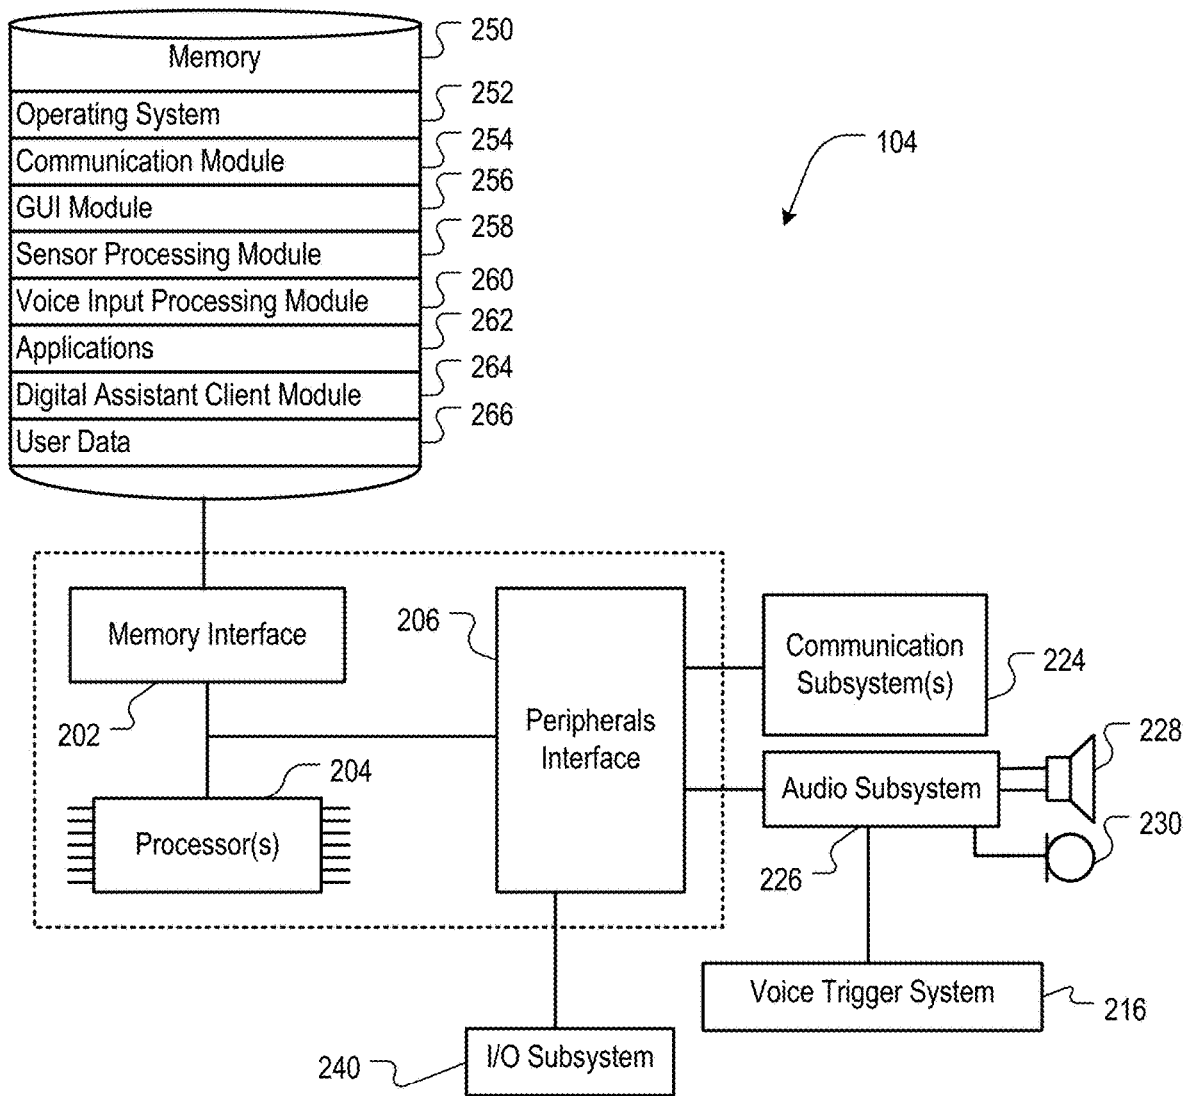 Memory
250
Operating System
252
Communication Module
254
GUI Module
256
Sensor Processing Module
258
Voice Input Processing Module
260
Applications
262
Digital Assistant Client Module
264
User Data
266
104
Memory Interface
202
204
Processor(s)
206
Peripherals
Interface
Communication
Subsystem(s)
224
Audio Subsystem
226
228
230
Voice Trigger System
216
I/O Subsystem
240